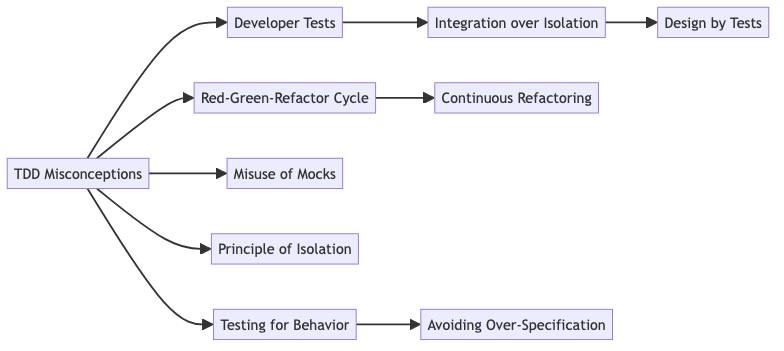 Developer Tests
Integration over Isolation
Design by Tests
Red-Green-Refactor Cycle
Continuous Refactoring
TDD Misconceptions
Misuse of Mocks
Principle of Isolation
Testing for Behavior
Avoiding Over-Specification